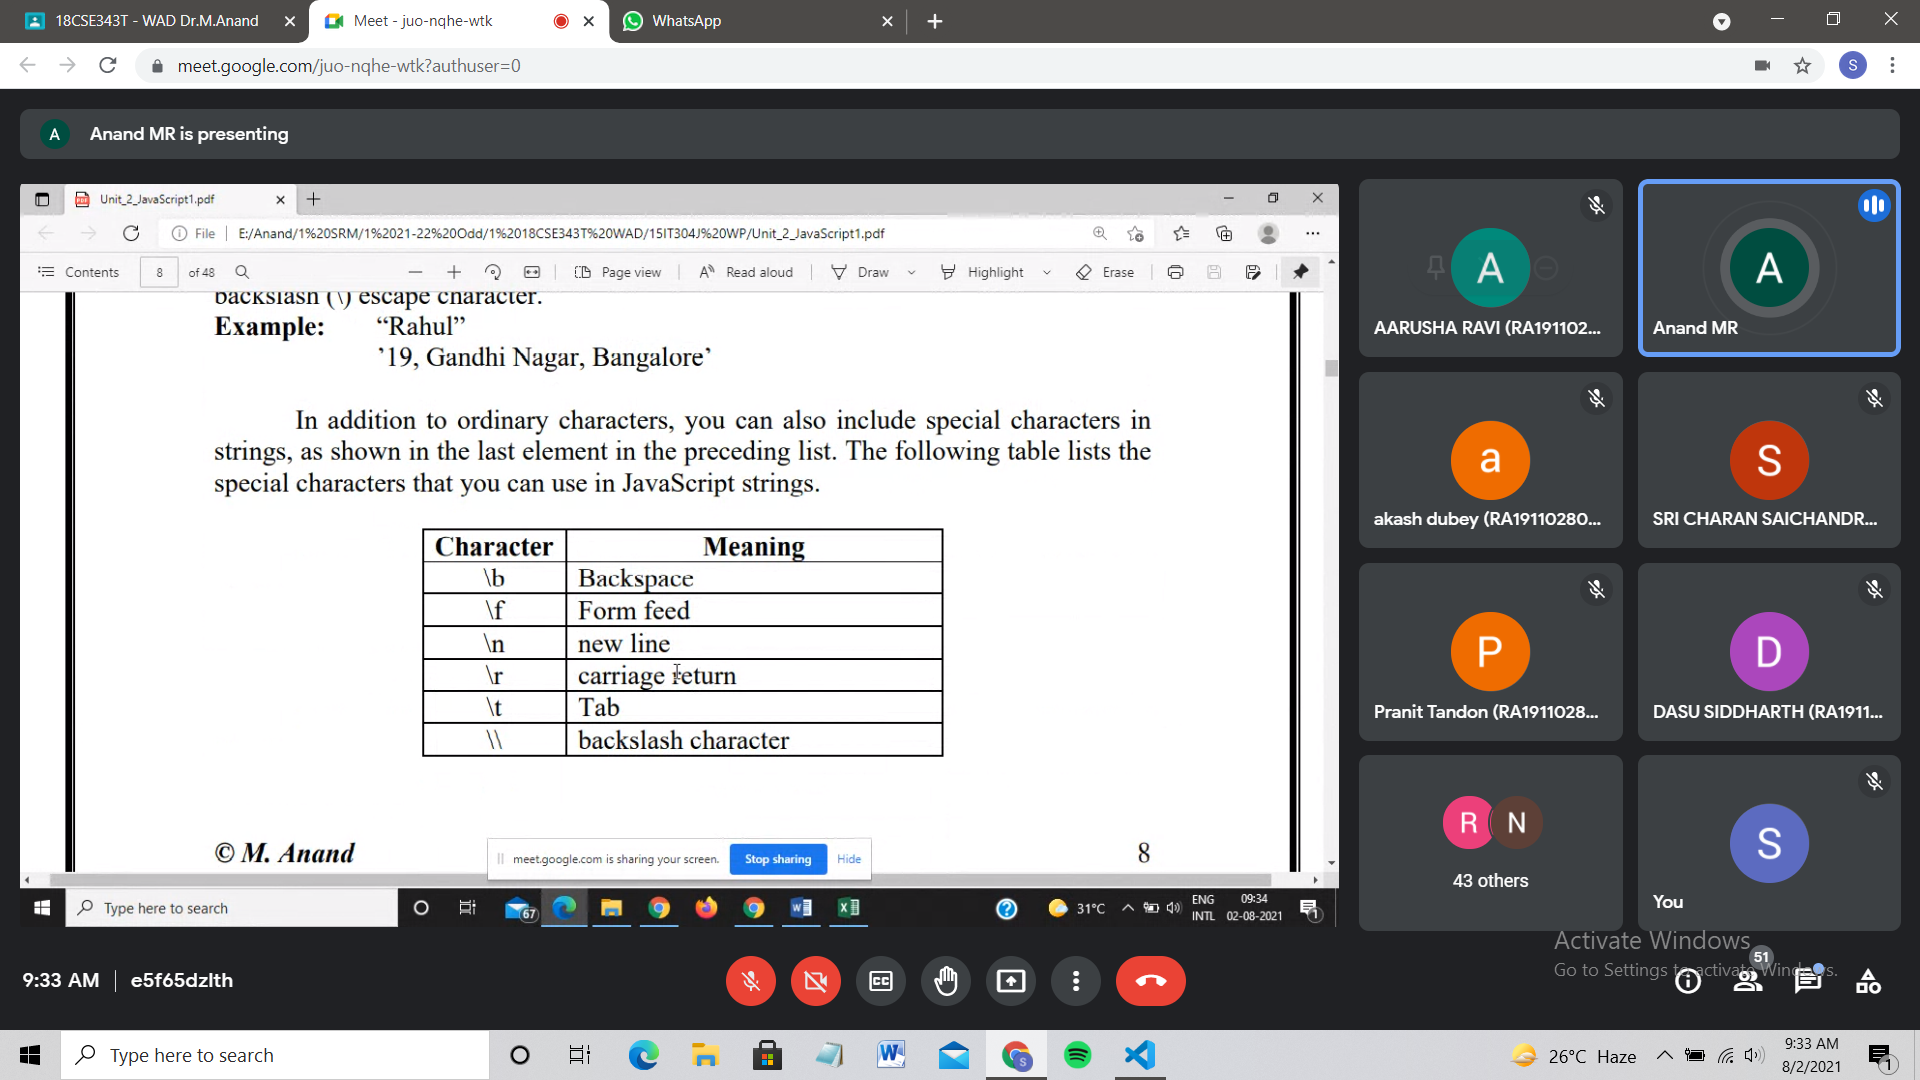 18CSE343T - WAD Dr.M.Anand
Meet - juo-nqhe-wtk
WhatsApp
meet.google.com/juo-nqhe-wtk?authuser=0
S
A
Anand MR is presenting
Unit_2_JavaScript1.pdf
File
E:/Anand/1%20SRM/1%2021-22%20Odd/1%2018CSE343T%20WAD/15IT304J%20WP/Unit_2_JavaScript1.pdf
Contents
8
of 48
Page view
Read aloud
Draw
Highlight
Erase
backslash (\) escape character.
Example: “Rahul”
’19, Gandhi Nagar, Bangalore’
In addition to ordinary characters, you can also include special characters in
strings, as shown in the last element in the preceding list. The following table lists the
special characters that you can use in JavaScript strings.
Character Meaning
\b Backspace
\f Form feed
\n new line
\r carriage return
\t Tab
\\ backslash character
© M. Anand
8
meet.google.com is sharing your screen.
Stop sharing
Hide
Type here to search
67
31°C
ENG
INTL
09:34
02-08-2021
1
A
AARUSHA RAVI (RA191102...
A
Anand MR
a
akash dubey (RA19110280...
S
SRI CHARAN SAICHANDR...
P
Pranit Tandon (RA1911028...
D
DASU SIDDHARTH (RA1911...
R N
43 others
S
You
Activate Windows
Go to Settings to activate Windows.
9:33 AM
e5f65dzlth
51
Type here to search
26°C Haze
9:33 AM
8/2/2021
1